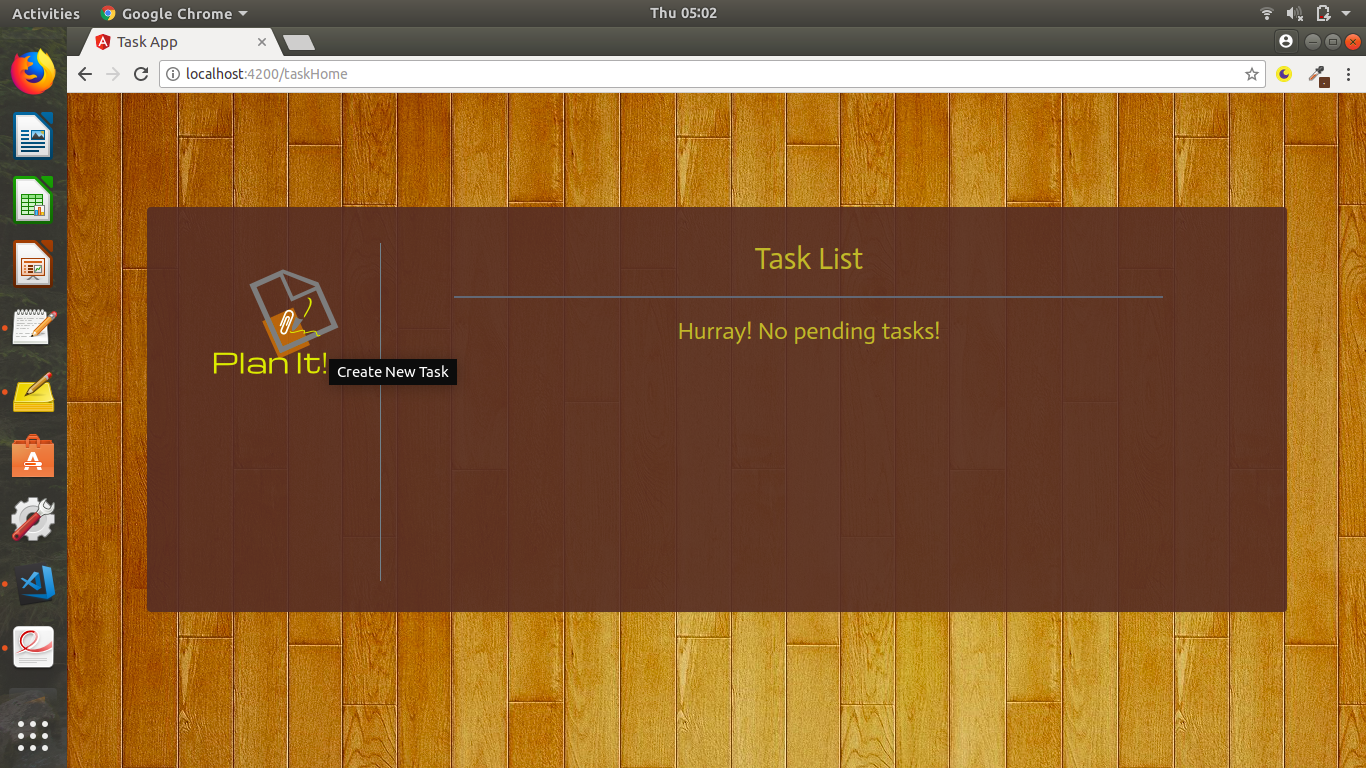 Activities
Google Chrome
Thu 05:02
Task App
localhost:4200/taskHome
Task List
Hurray! No pending tasks!
Plan It!
Create New Task